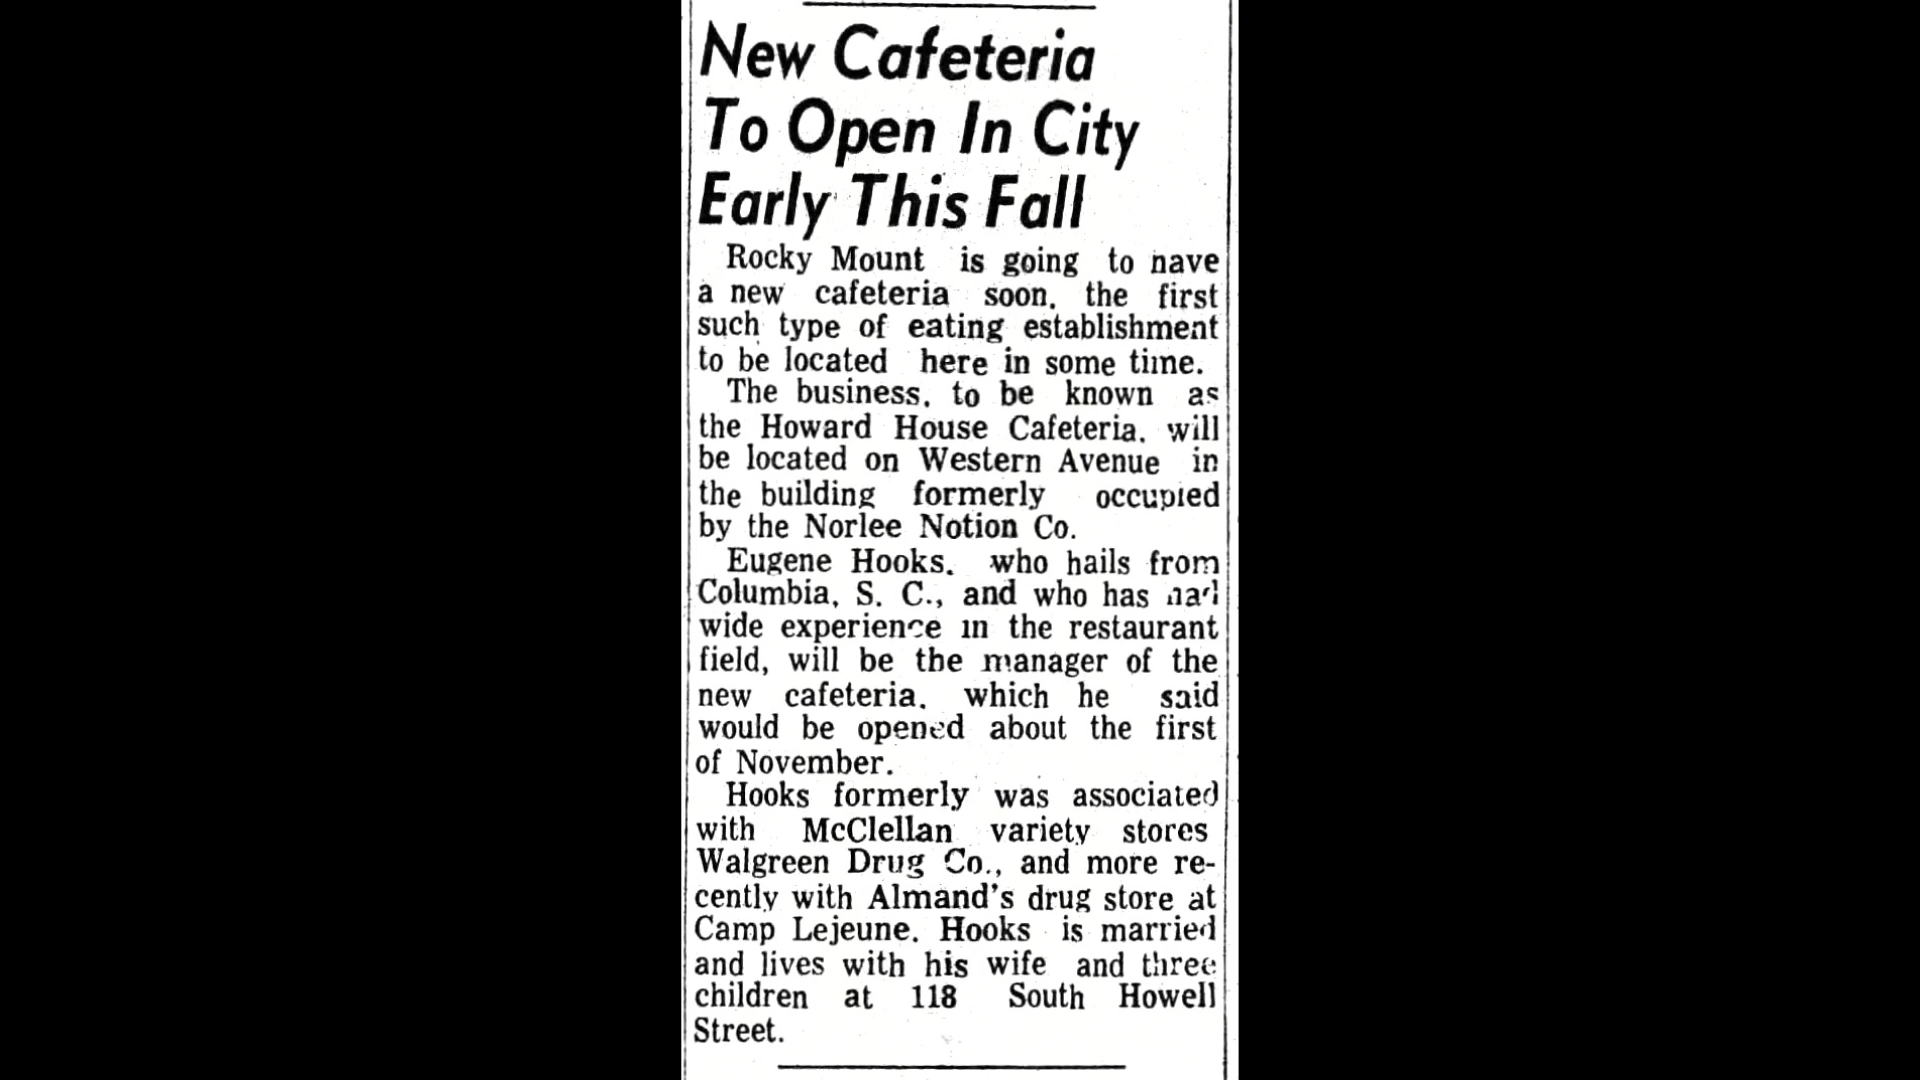 New Cafeteria
To Open In City
Early This Fall
Rocky Mount is going to have
a new cafeteria soon, the first
such type of eating establishment
to be located here in some time.
The business, to be known as
the Howard House Cafeteria, will
be located on Western Avenue in
the building formerly occupied
by the Norlee Notion Co.
Eugene Hooks, who hails from
Columbia, S. C., and who has had
wide experience in the restaurant
field, will be the manager of the
new cafeteria, which he said
would be opened about the first
of November.
Hooks formerly was associated
with McClellan variety stores
Walgreen Drug Co., and more re-
cently with Almand's drug store at
Camp Lejeune. Hooks is married
and lives with his wife and three
children at 118 South Howell
Street.